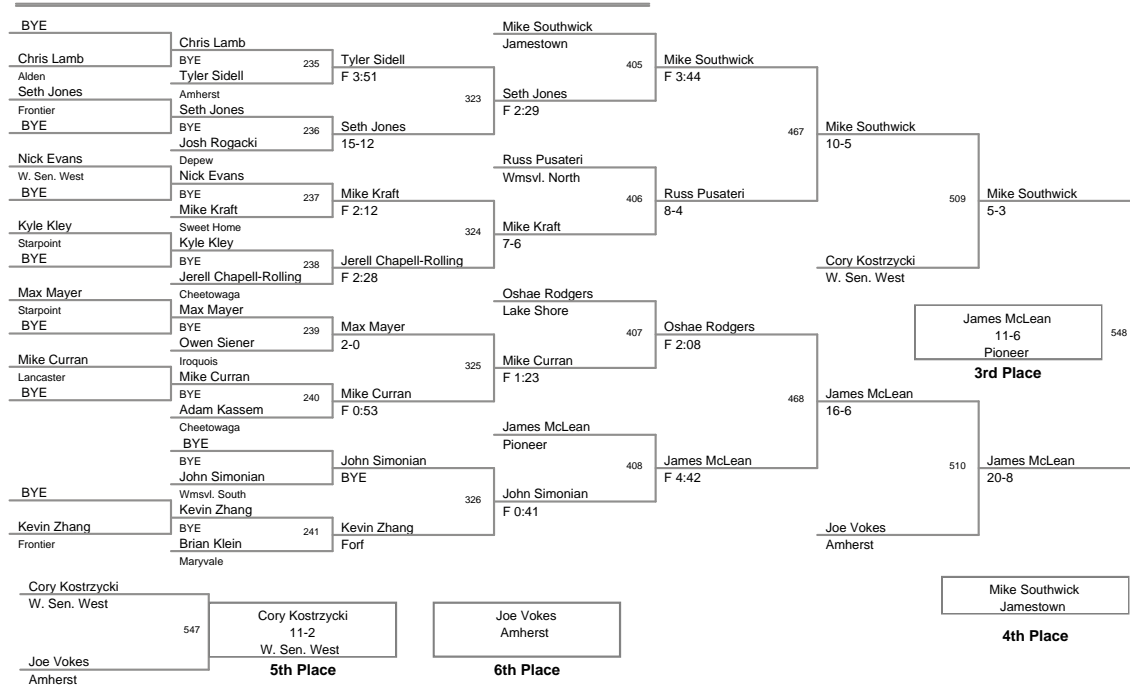 BYE
Chris Lamb
Alden
Seth Jones
Frontier
BYE
Nick Evans
W. Sen. West
BYE
Kyle Kley
Starpoint
BYE
Max Mayer
Starpoint
BYE
Mike Curran
Lancaster
BYE
BYE
Kevin Zhang
Frontier
Chris Lamb
BYE
235
Tyler Sidell
Amherst
Seth Jones
BYE
236
Josh Rogacki
Depew
Nick Evans
BYE
237
Mike Kraft
Sweet Home
Kyle Kley
BYE
238
Jerell Chapell-Rolling
Cheetowaga
Max Mayer
BYE
239
Owen Siener
Iroquois
Mike Curran
BYE
240
Adam Kassem
Cheetowaga
BYE
BYE
John Simonian
Wmsvl. South
Kevin Zhang
BYE
241
Brian Klein
Maryvale
Tyler Sidell
F 3:51
323
Seth Jones
15-12
Mike Kraft
F 2:12
324
Jerell Chapell-Rolling
F 2:28
Max Mayer
2-0
325
Mike Curran
F 0:53
John Simonian
BYE
326
Kevin Zhang
Forf
Mike Southwick
Jamestown
405
Seth Jones
F 2:29
Russ Pusateri
Wmsvl. North
406
Mike Kraft
7-6
Oshae Rodgers
Lake Shore
407
Mike Curran
F 1:23
James McLean
Pioneer
408
John Simonian
F 0:41
Mike Southwick
F 3:44
467
Russ Pusateri
8-4
Oshae Rodgers
F 2:08
468
James McLean
F 4:42
Mike Southwick
10-5
509
Cory Kostrzycki
W. Sen. West
James McLean
16-6
510
Joe Vokes
Amherst
Mike Southwick
5-3
James McLean
11-6
Pioneer
548
3rd Place
James McLean
20-8
Mike Southwick
Jamestown
4th Place
Cory Kostrzycki
W. Sen. West
547
Joe Vokes
Amherst
Cory Kostrzycki
11-2
W. Sen. West
5th Place
Joe Vokes
Amherst
6th Place